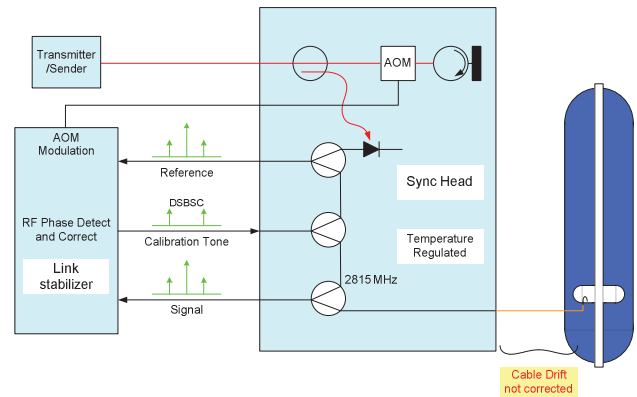 Transmitter
/Sender
AOM
AOM
Modulation
Reference
Sync Head
DSBSC
RF Phase Detect
and Correct
Calibration Tone
Temperature
Regulated
Link
stabilizer
2815 MHz
Signal
Cable Drift
not corrected